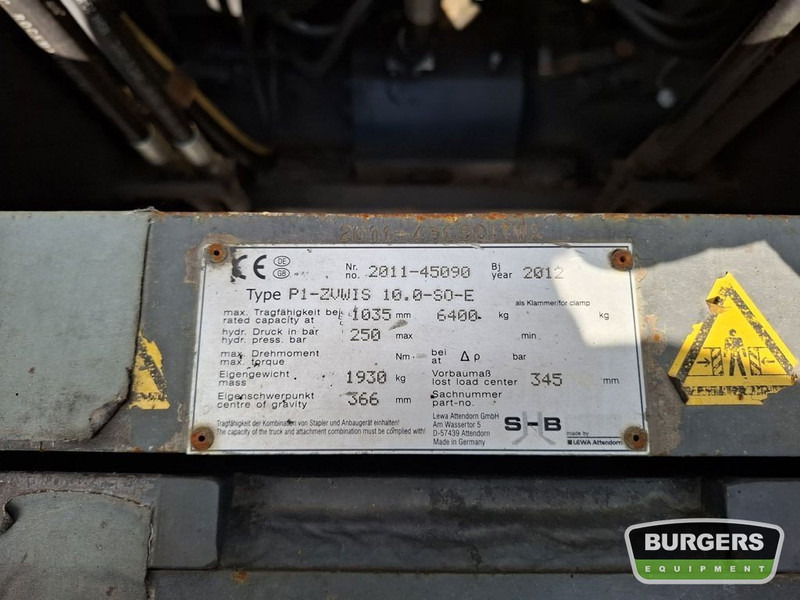 CE DE GB Nr. no. 2011-45090 Bj year 2012
Type P1-ZVWIS 10.0-SO-E
als Klammer/for clamp
max. Tragfähigkeit bei rated capacity at 1035 mm 6400 kg kg
hydr. Druck in bar hydr. press. bar 250 max min
max. Drehmoment max. torque Nm bei at Δ p bar
Eigengewicht mass 1930 kg Vorbaumaß lost load center 345 mm
Eigenschwerpunkt centre of gravity 366 mm Sachnummer part-no.
Tragfähigkeit der Kombination von Stapler und Anbaugerät einhalten!
The capacity of the truck and attachment combination must be complied with!
Lewa Attendorn GmbH
Am Wassertor 5
D-57439 Attendorn
Made in Germany
S-B
made by
LEWA Attendorn
BURGERS
EQUIPMENT